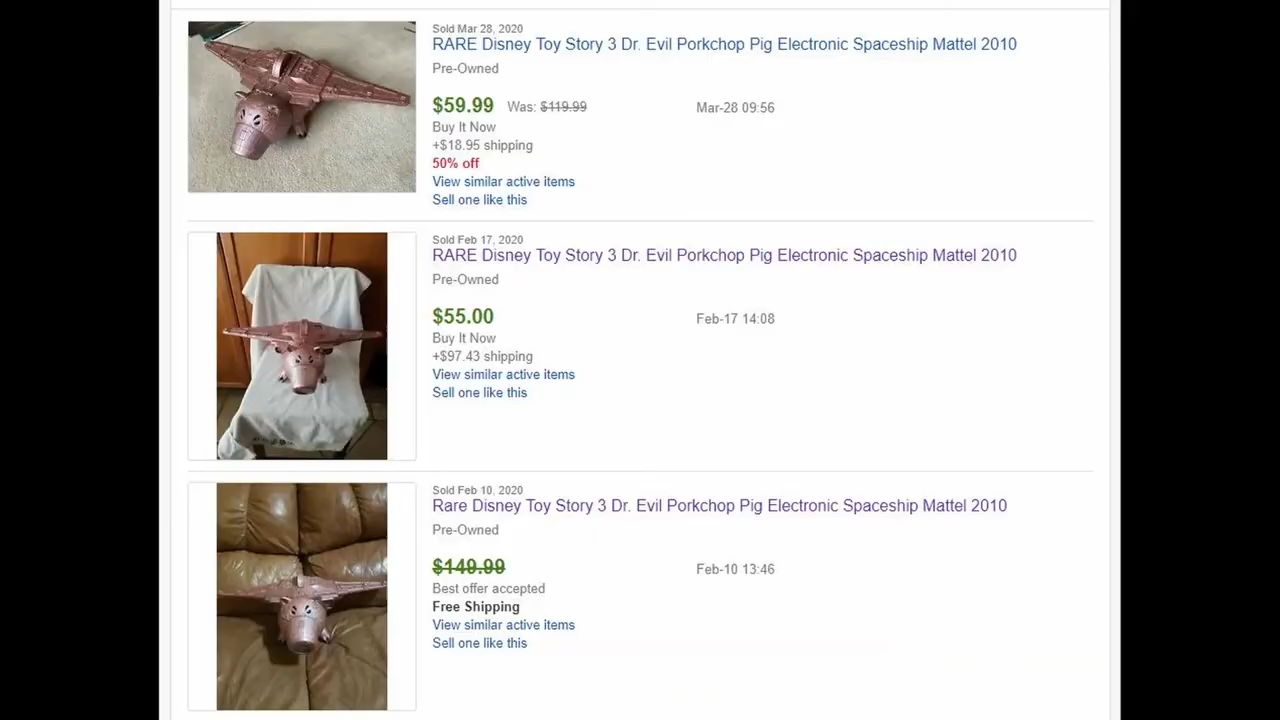 Sold Mar 28, 2020
RARE Disney Toy Story 3 Dr. Evil Porkchop Pig Electronic Spaceship Mattel 2010
Pre-Owned
$59.99 Was: $119.99 Mar-28 09:56
Buy It Now
+$18.95 shipping
50% off
View similar active items
Sell one like this
Sold Feb 17, 2020
RARE Disney Toy Story 3 Dr. Evil Porkchop Pig Electronic Spaceship Mattel 2010
Pre-Owned
$55.00 Feb-17 14:08
Buy It Now
+$97.43 shipping
View similar active items
Sell one like this
Sold Feb 10, 2020
Rare Disney Toy Story 3 Dr. Evil Porkchop Pig Electronic Spaceship Mattel 2010
Pre-Owned
$149.99 Feb-10 13:46
Best offer accepted
Free Shipping
View similar active items
Sell one like this